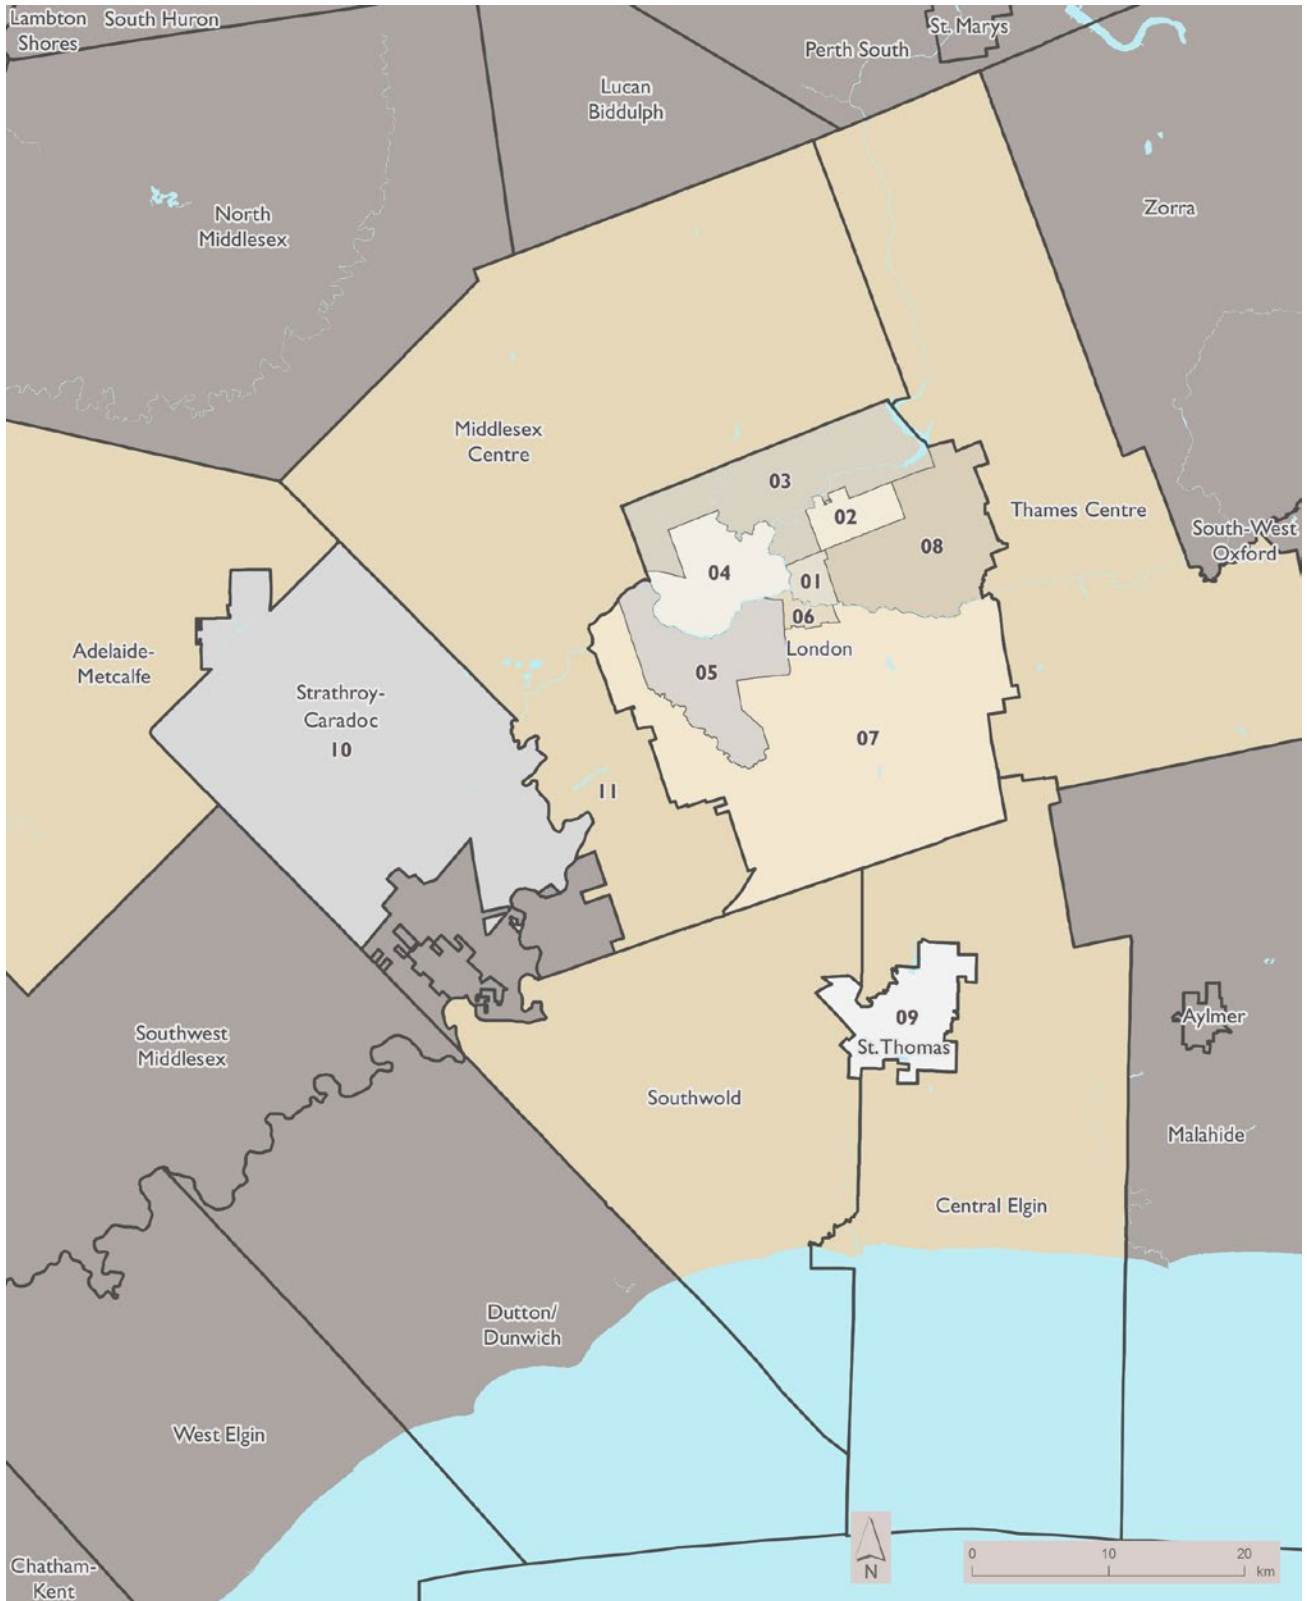 Lambton
Shores
South Huron
St. Marys
Perth South
Lucan
Biddulph
North
Middlesex
Zorra
Middlesex
Centre
03
02
Thames Centre
South-West
Oxford
08
04
01
06
London
05
Adelaide-
Metcalfe
Strathroy-
Caradoc
10
07
11
09
St. Thomas
Aylmer
Southwest
Middlesex
Southwold
Malahide
Central Elgin
Dutton/
Dunwich
West Elgin
Chatham-
Kent
N
0 10 20
km